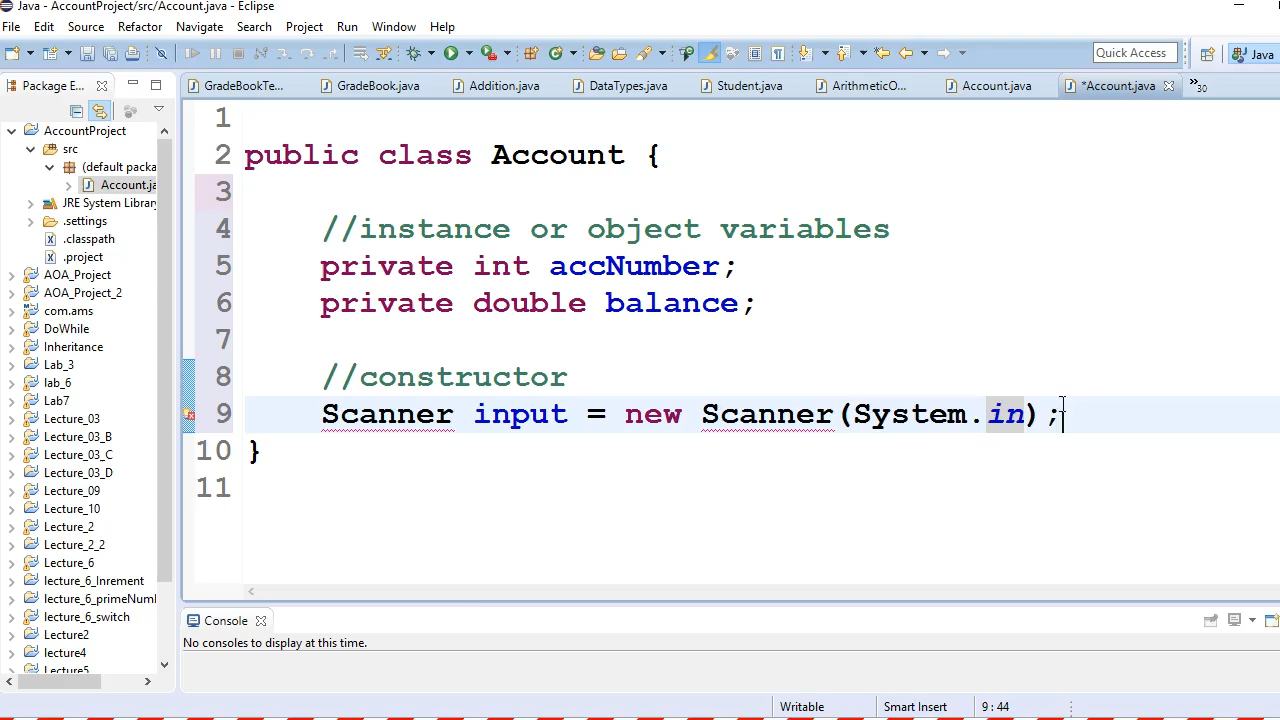 Java - AccountProject/src/Account.java - Eclipse
File Edit Source Refactor Navigate Search Project Run Window Help
Quick Access
Java
Package E...
GradeBookTe...
GradeBook.java
Addition.java
DataTypes.java
Student.java
ArithmeticO...
Account.java
*Account.java
»30
AccountProject
src
(default packa
Account.ja
JRE System Library
.settings
.classpath
.project
AOA_Project
AOA_Project_2
com.ams
DoWhile
Inheritance
Lab_3
lab_6
Lab7
Lecture_03
Lecture_03_B
Lecture_03_C
Lecture_03_D
Lecture_09
Lecture_10
Lecture_2
Lecture_2_2
Lecture_6
lecture_6_Inrement
lecture_6_primeNuml
lecture_6_switch
Lecture2
lecture4
Lecture5
1
2 public class Account {
3
4 //instance or object variables
5 private int accNumber;
6 private double balance;
7
8 //constructor
9 Scanner input = new Scanner(System.in);
10 }
11
Console
No consoles to display at this time.
Writable
Smart Insert
9 : 44